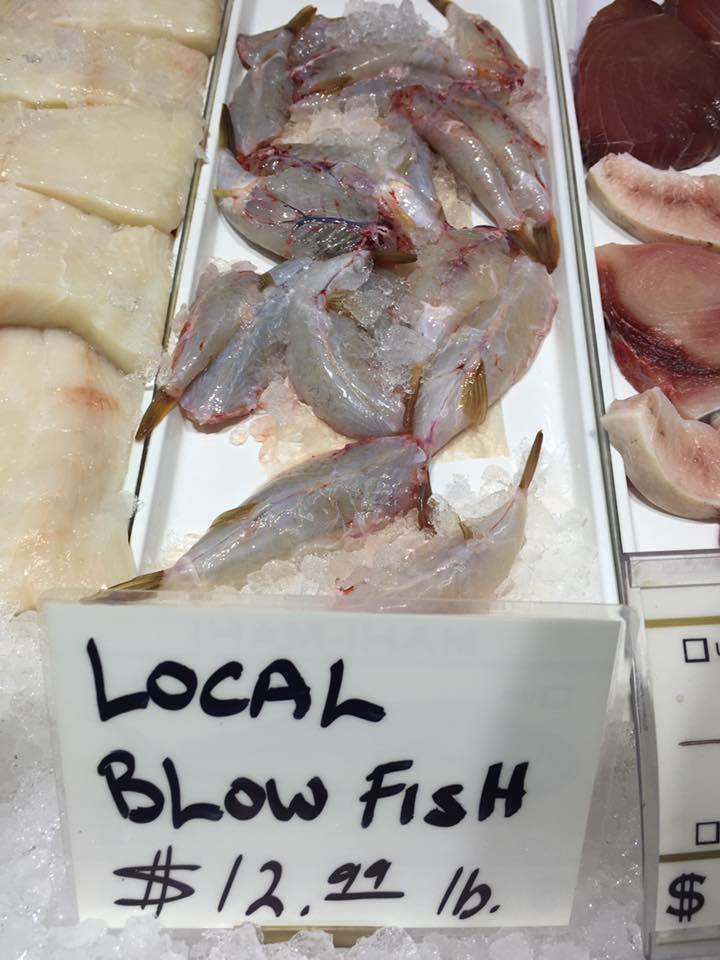 LOCAL
BLOW FISH
$12.99 lb.
$